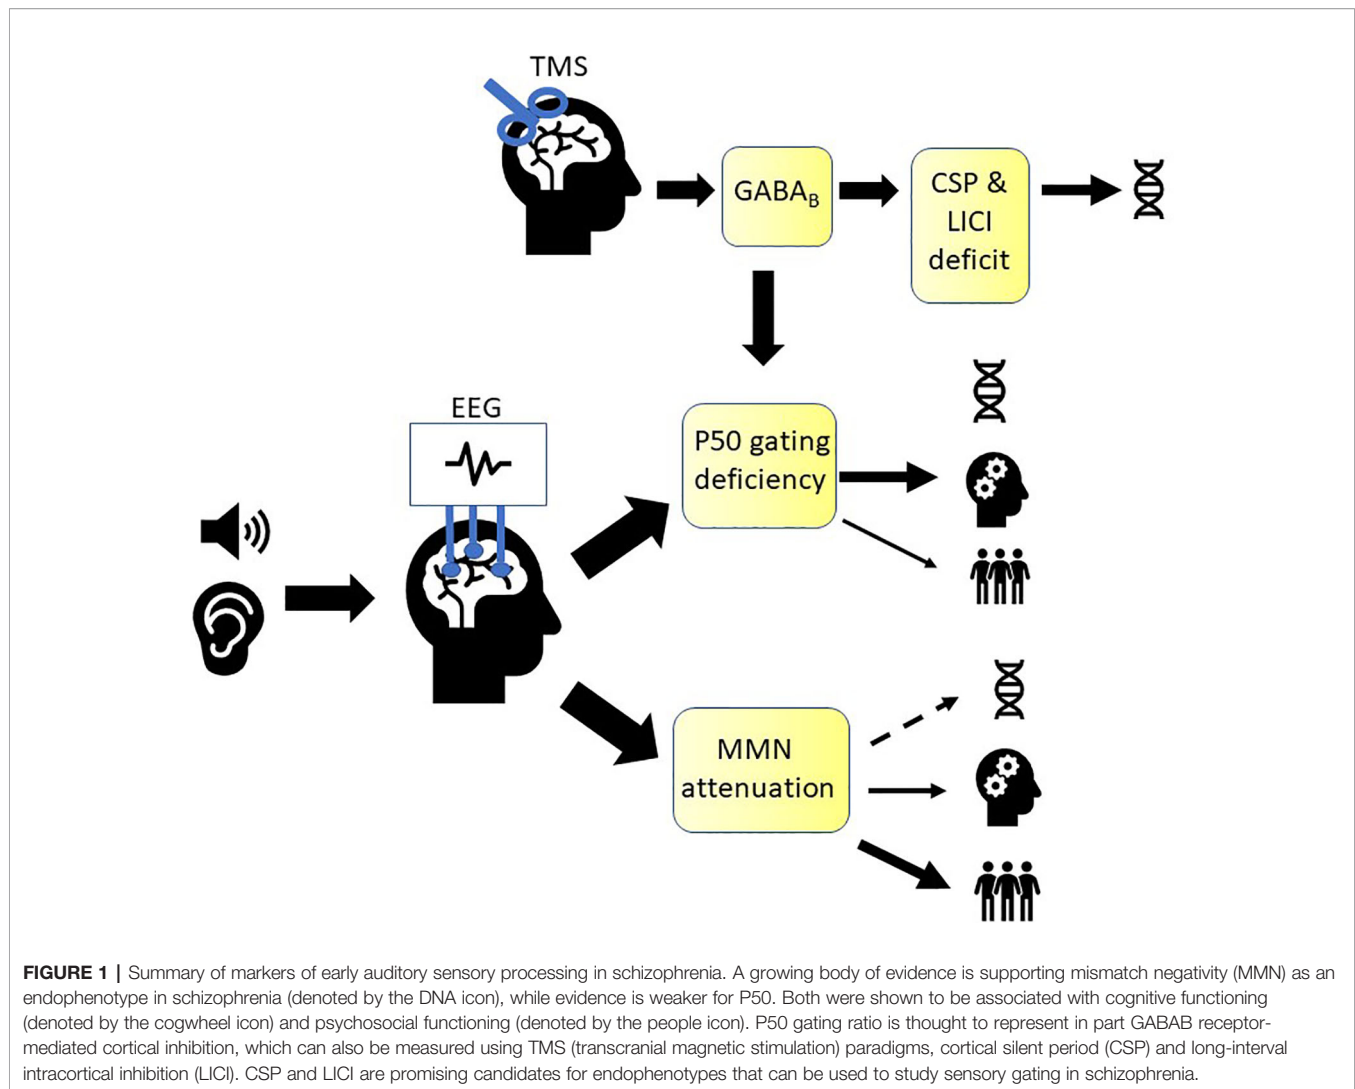 TMS
GABAB
CSP &
LICI
deficit
EEG
P50 gating
deficiency
MMN
attenuation
FIGURE 1 | Summary of markers of early auditory sensory processing in schizophrenia. A growing body of evidence is supporting mismatch negativity (MMN) as an
endophenotype in schizophrenia (denoted by the DNA icon), while evidence is weaker for P50. Both were shown to be associated with cognitive functioning
(denoted by the cogwheel icon) and psychosocial functioning (denoted by the people icon). P50 gating ratio is thought to represent in part GABAB receptor-
mediated cortical inhibition, which can also be measured using TMS (transcranial magnetic stimulation) paradigms, cortical silent period (CSP) and long-interval
intracortical inhibition (LICI). CSP and LICI are promising candidates for endophenotypes that can be used to study sensory gating in schizophrenia.